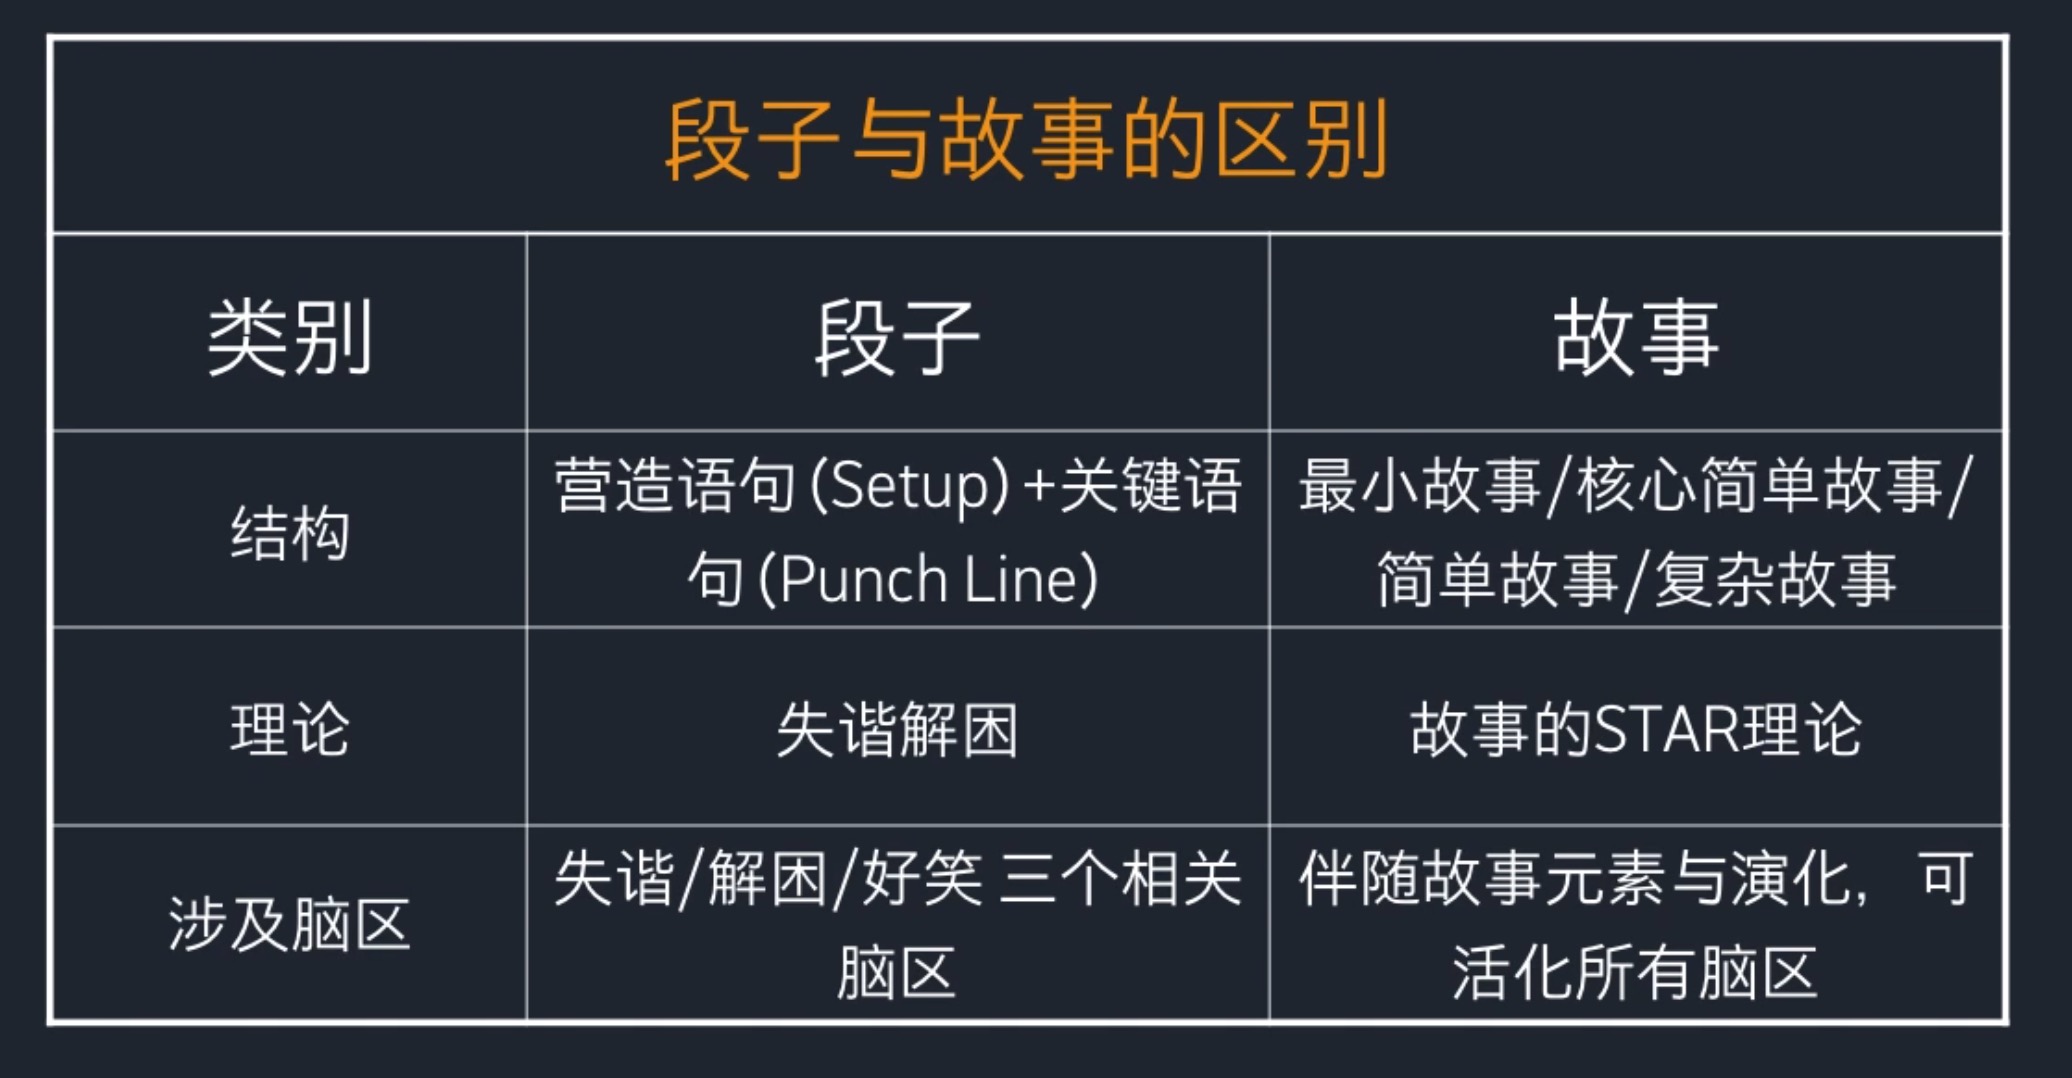 段子与故事的区别
类别
段子
故事
结构
营造语句(Setup)+关键语
句(Punch Line)
最小故事/核心简单故事/
简单故事/复杂故事
理论
失谐解困
故事的STAR理论
涉及脑区
失谐/解困/好笑 三个相关
脑区
伴随故事元素与演化， 可
活化所有脑区